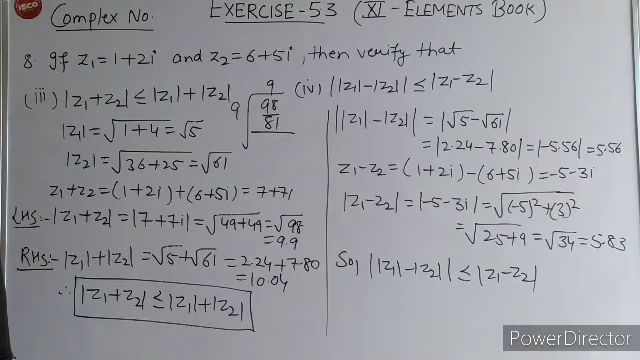 ISCO
Complex No.
EXERCISE-53 (XI-ELEMENTS BOOK)
8. If z₁=1+2i and z₂=6+5i, then verify that
(iii) |z₁+z₂| ≤ |z₁|+|z₂|
|z₁|=√(1+4)=√5
|z₂|=√(36+25)=√61
z₁+z₂=(1+2i)+(6+5i)=7+7i
LHS:- |z₁+z₂|=|7+7i|=√(49+49)=√98
=9.9
RHS:- |z₁|+|z₂|=√5+√61=2.24+7.80
=10.04
∴ |z₁+z₂| ≤ |z₁|+|z₂|
9
9 98
81
(iv) ||z₁|-|z₂|| ≤ |z₁-z₂|
||z₁|-|z₂||=|√5-√61|
=|2.24-7.80|=|-5.56|=5.56
z₁-z₂=(1+2i)-(6+5i)=-5-3i
|z₁-z₂|=|-5-3i|=√((-5)²+(3)²)
=√(25+9)=√34=5.83
So, ||z₁|-|z₂|| ≤ |z₁-z₂|
PowerDirector